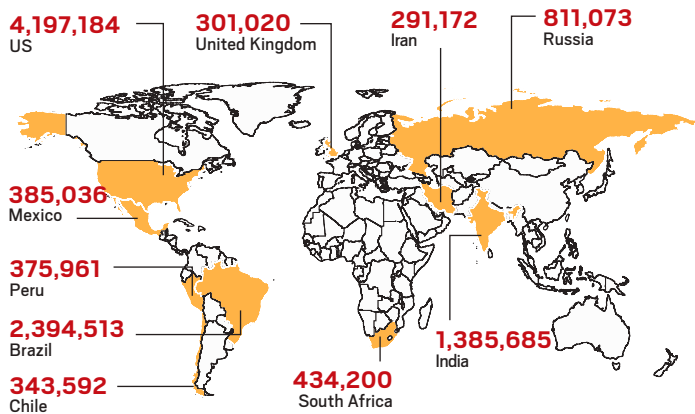 4,197,184
US
301,020
United Kingdom
291,172
Iran
811,073
Russia
385,036
Mexico
375,961
Peru
2,394,513
Brazil
343,592
Chile
434,200
South Africa
1,385,685
India